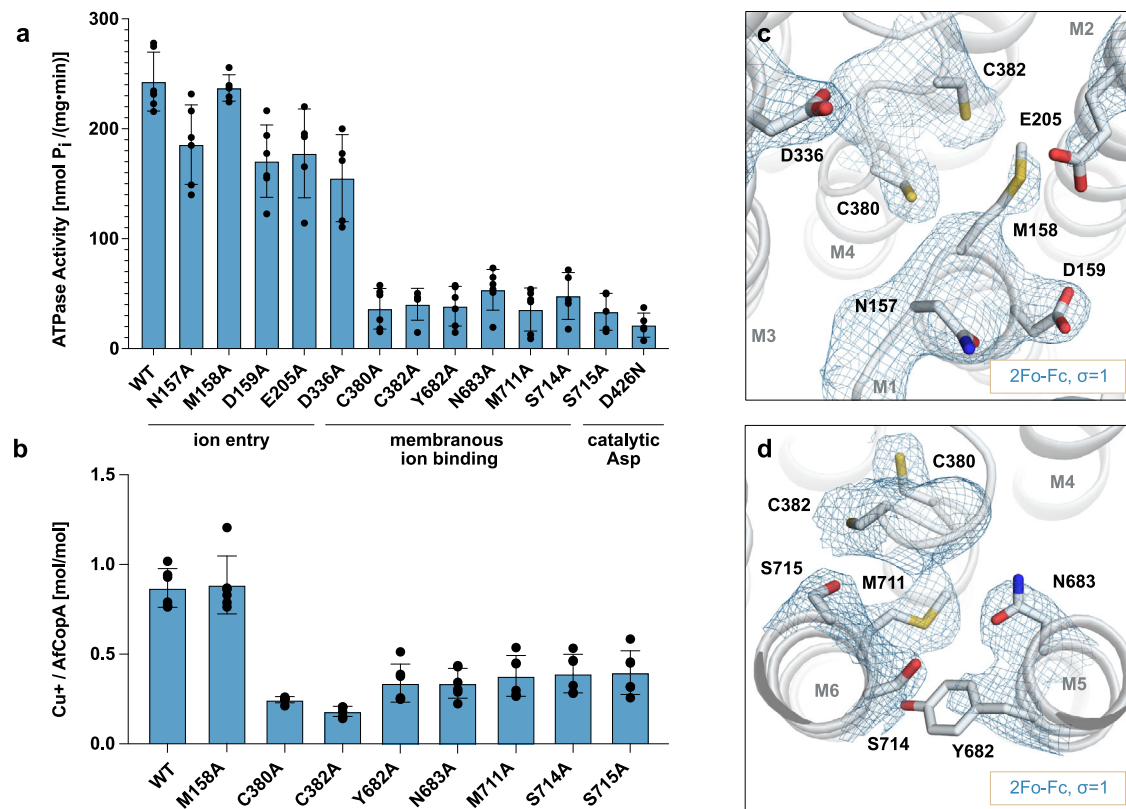 a
300
200
100
0
ATPase Activity [nmol Pi /(mg•min)]
WT
N157A
M158A
D159A
E205A
D336A
C380A
C382A
Y682A
N683A
M711A
S714A
S715A
D426N
ion entry
membranous
ion binding
catalytic
Asp
b
1.5
1.0
0.5
0.0
Cu+ / AfCopA [mol/mol]
WT
M158A
C380A
C382A
Y682A
N683A
M711A
S714A
S715A
c
M2
C382
E205
D336
C380
M158
M4
D159
N157
M3
M1
2Fo-Fc, σ=1
d
C380
M4
C382
S715
M711
N683
M6
M5
S714
Y682
2Fo-Fc, σ=1